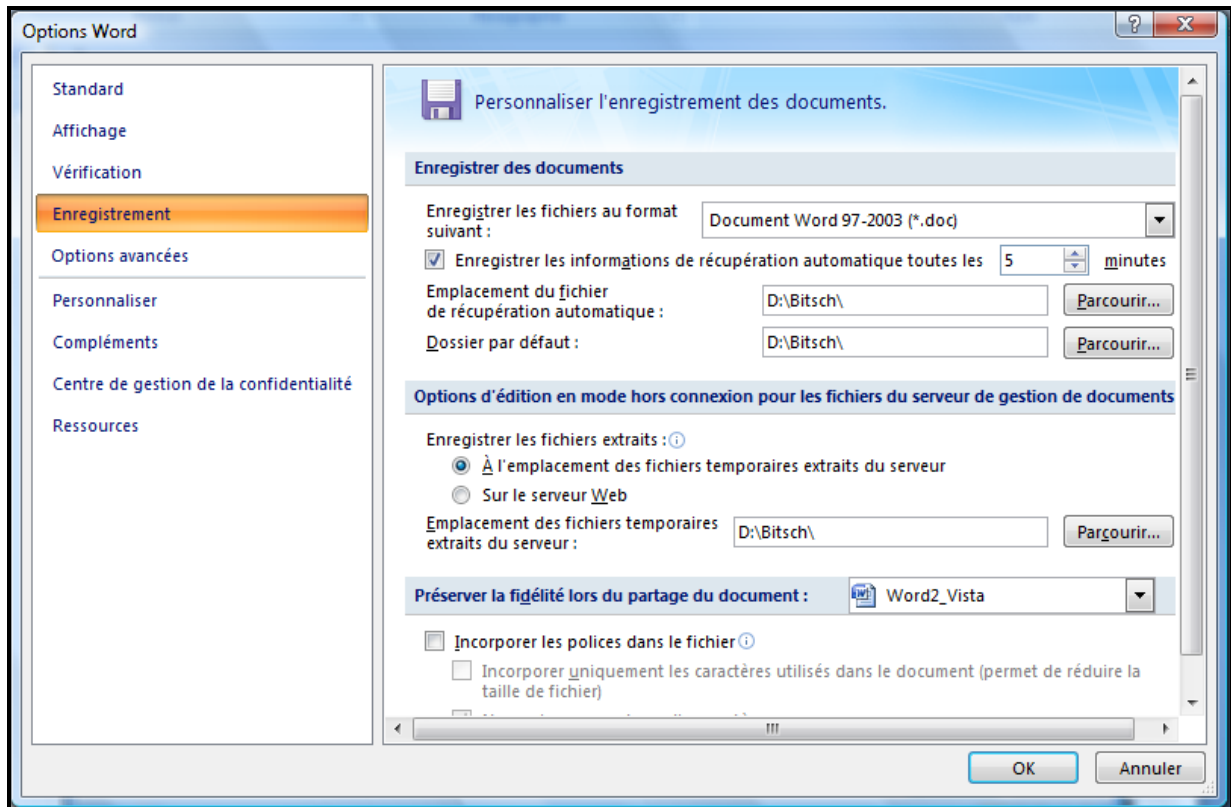 Options Word
Standard
Affichage
Vérification
Enregistrement
Options avancées
Personnaliser
Compléments
Centre de gestion de la confidentialité
Ressources
Personnaliser l'enregistrement des documents.
Enregistrer des documents
Enregistrer les fichiers au format
suivant :
Document Word 97-2003 (*.doc)
Enregistrer les informations de récupération automatique toutes les 5 minutes
Emplacement du fichier
de récupération automatique :
D:\Bitsch\
Parcourir...
Dossier par défaut :
D:\Bitsch\
Parcourir...
Options d'édition en mode hors connexion pour les fichiers du serveur de gestion de documents
Enregistrer les fichiers extraits :
À l'emplacement des fichiers temporaires extraits du serveur
Sur le serveur Web
Emplacement des fichiers temporaires
extraits du serveur :
D:\Bitsch\
Parcourir...
Préserver la fidélité lors du partage du document :
Word2_Vista
Incorporer les polices dans le fichier
Incorporer uniquement les caractères utilisés dans le document (permet de réduire la
taille de fichier)
OK
Annuler